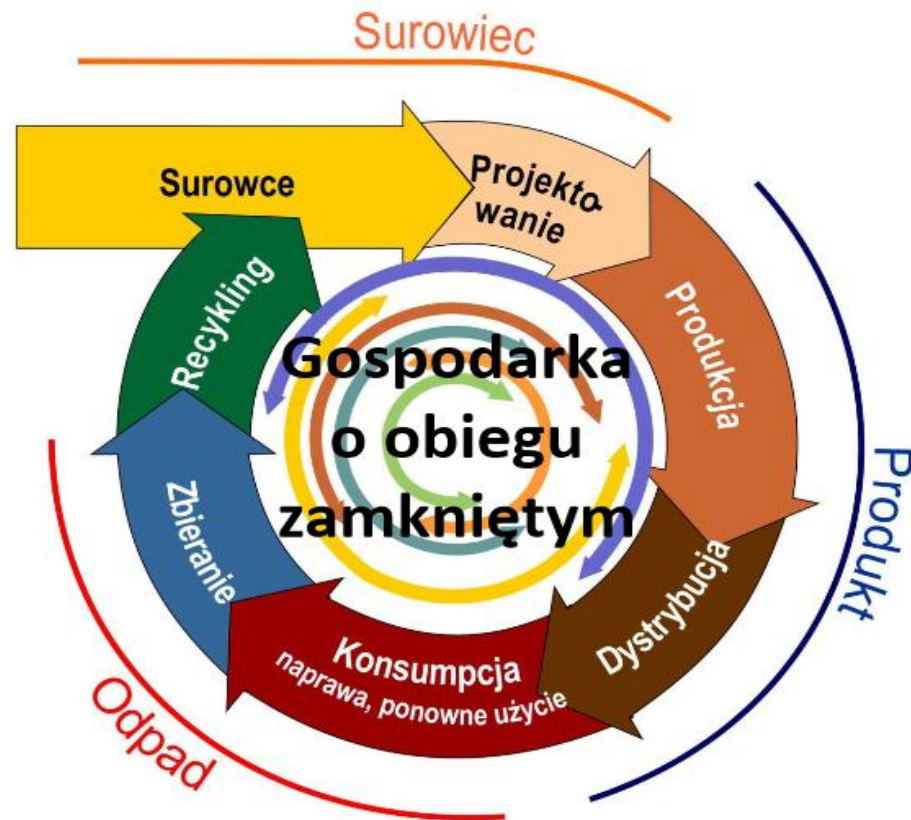 Surowiec
Surowce
Projekto-
wanie
Produkcja
Produkt
Dystrybucja
Konsumpcja
naprawa, ponowne użycie
Zbieranie
Odpad
Recykling
Gospodarka
o obiegu
zamkniętym